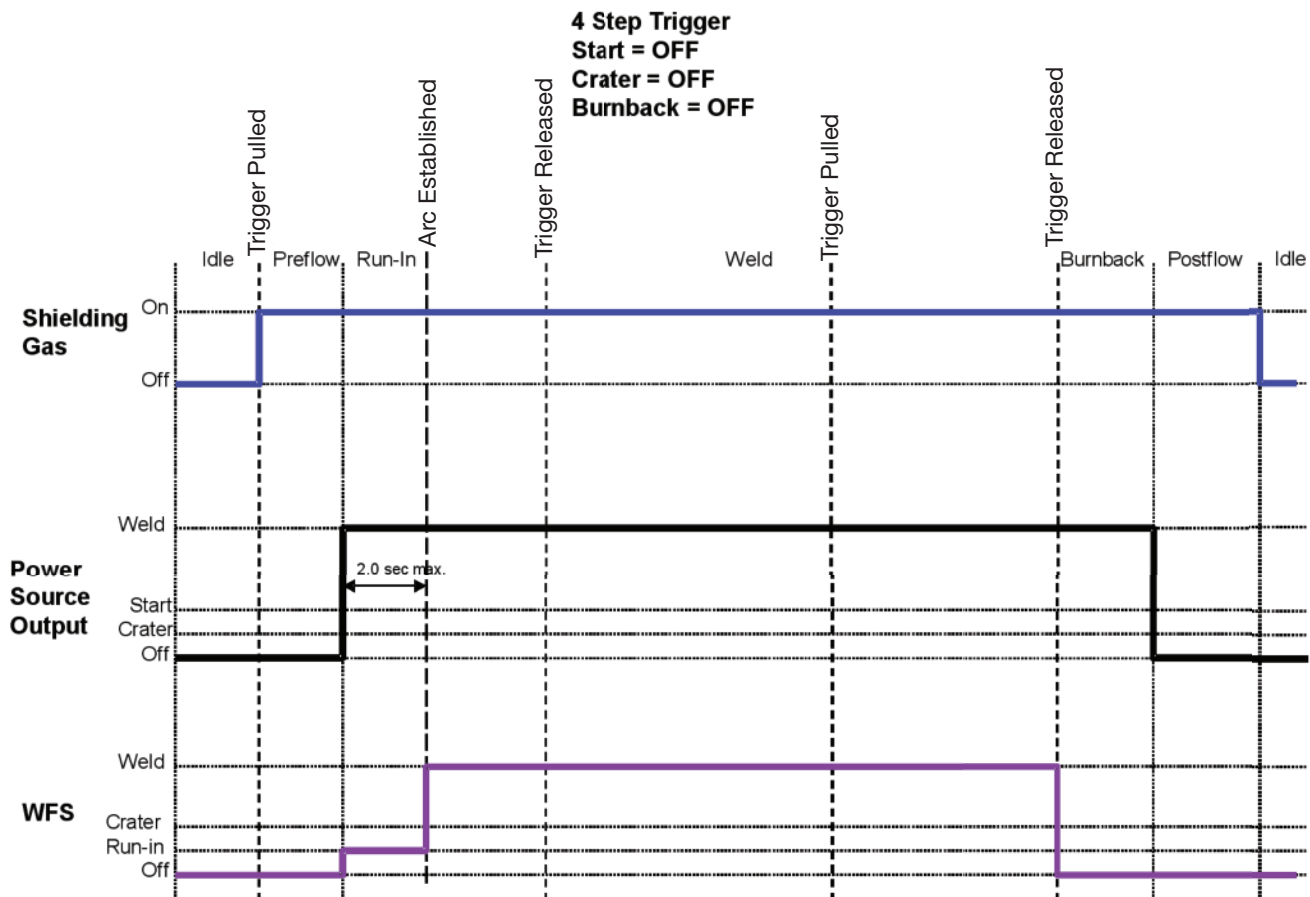 4 Step Trigger
Start = OFF
Crater = OFF
Burnback = OFF
Trigger Pulled
Arc Established
Trigger Released
Trigger Pulled
Trigger Released
Idle
Preflow
Run-In
Weld
Burnback
Postflow
Idle
Shielding
Gas
On
Off
Power
Source
Output
Weld
2.0 sec max.
Start
Crater
Off
WFS
Weld
Crater
Run-in
Off